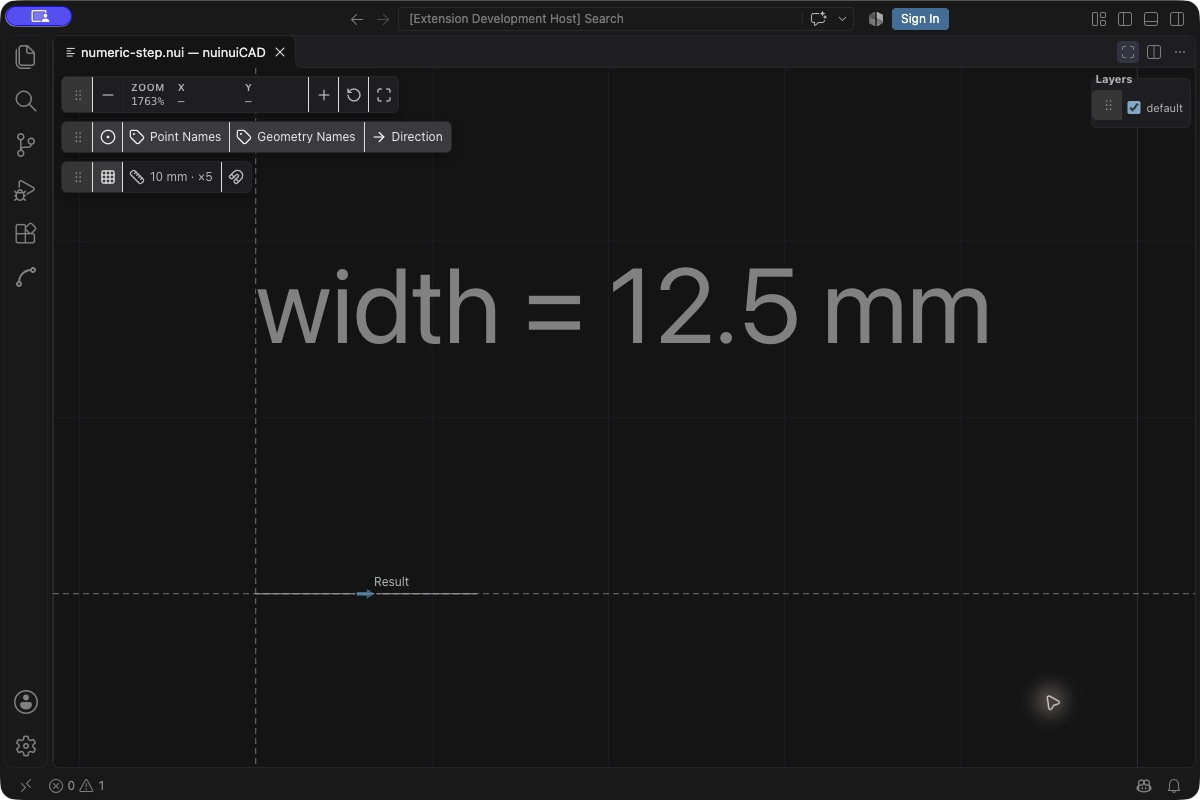 [Extension Development Host] Search
Sign In
numeric-step.nui — nuinuiCAD
ZOOM X Y
1763% – –
Layers
default
Point Names Geometry Names Direction
10 mm · ×5
width = 12.5 mm
Result
0 1